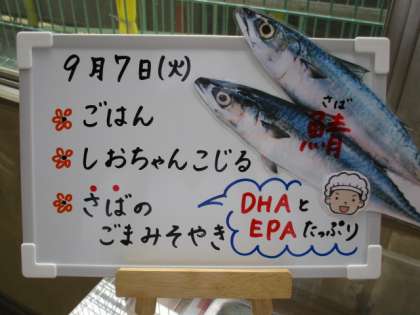 9月7日(火)
ごはん
しおちゃんこじる
さばの
ごまみそやき
さば
鯖
DHAと
EPAたっぷり